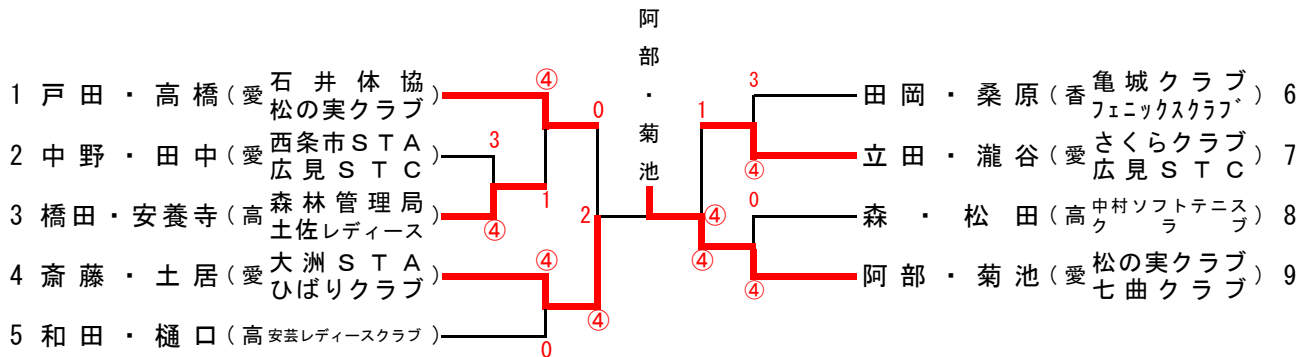 阿部・菊池
1 戸田・高橋（愛 石井体協 松の実クラブ）
2 中野・田中（愛 西条市ＳＴＡ 広見ＳＴＣ）
3 橋田・安養寺（高 森林管理局 土佐レディース）
4 斎藤・土居（愛 大洲ＳＴＡ ひばりクラブ）
5 和田・樋口（高 安芸レディースクラブ）
④
3
1
④
④
0
0
④
2
④
1
3
④
0
④
④
田岡・桑原（香 亀城クラブ フェニックスクラブ） 6
立田・瀧谷（愛 さくらクラブ 広見ＳＴＣ） 7
森・松田（高 中村ソフトテニスクラブ） 8
阿部・菊池（愛 松の実クラブ 七曲クラブ） 9